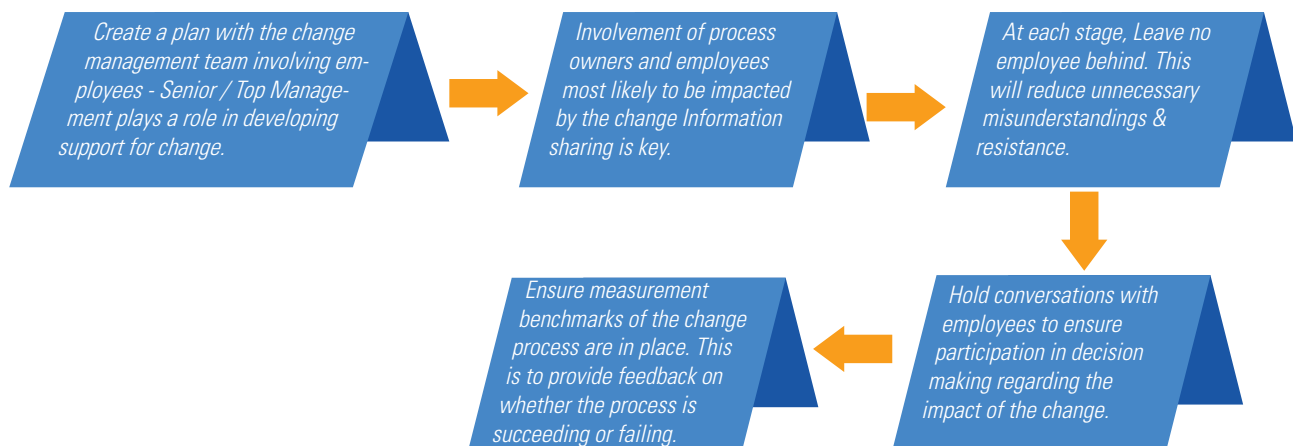 Create a plan with the change
management team involving em-
ployees - Senior / Top Manage-
ment plays a role in developing
support for change.
Involvement of process
owners and employees
most likely to be impacted
by the change Information
sharing is key.
At each stage, Leave no
employee behind. This
will reduce unnecessary
misunderstandings &
resistance.
Hold conversations with
employees to ensure
participation in decision
making regarding the
impact of the change.
Ensure measurement
benchmarks of the change
process are in place. This
is to provide feedback on
whether the process is
succeeding or failing.